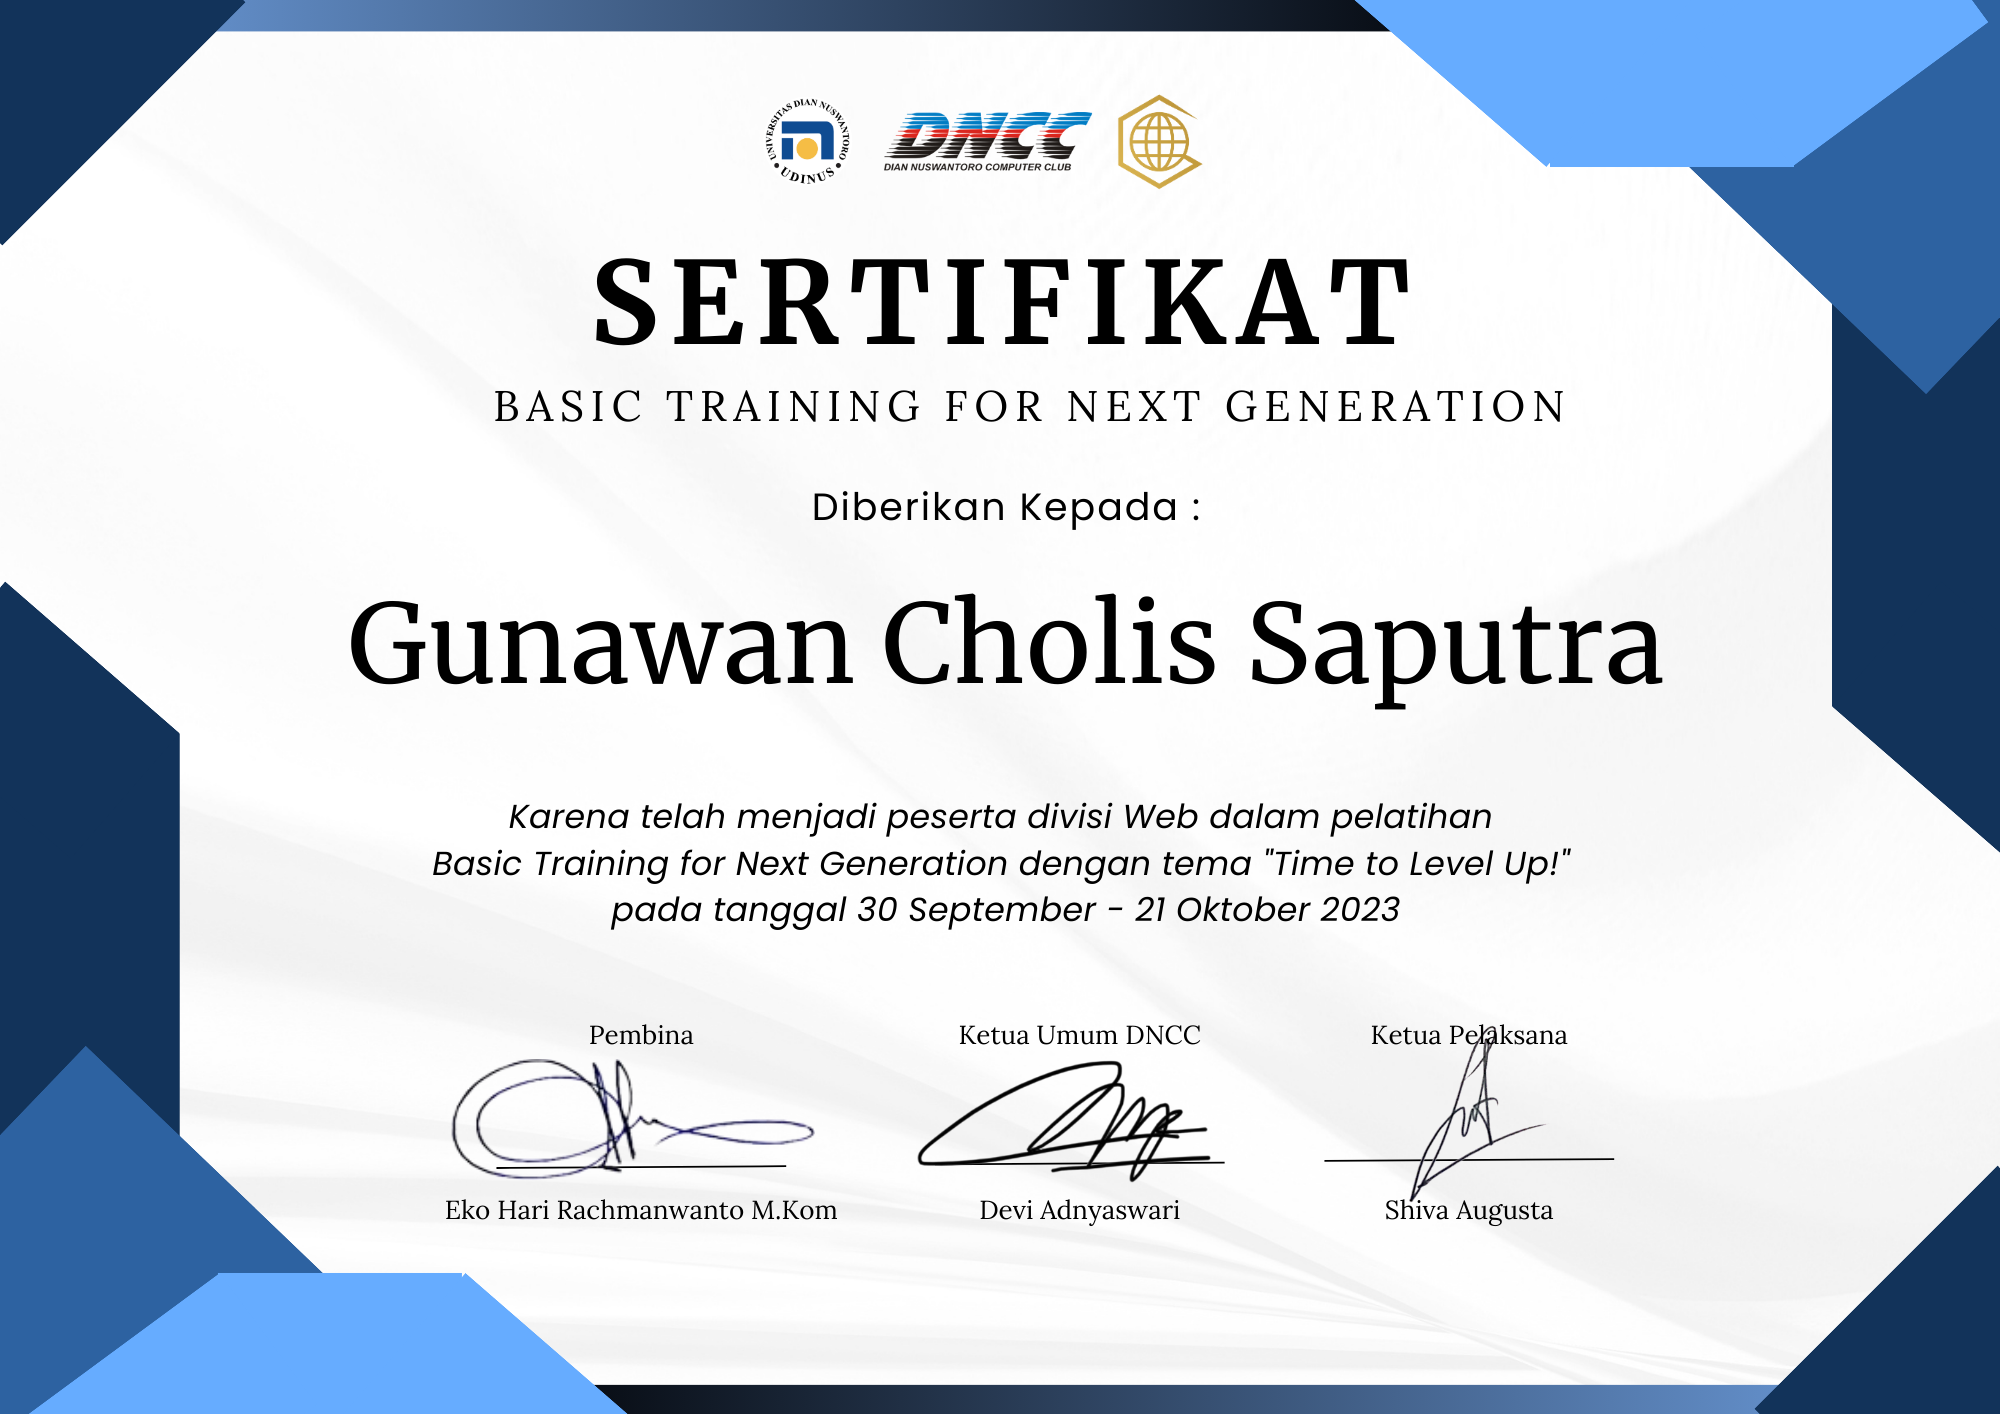 UNIVERSITAS DIAN NUSWANTORO
UDINUS
DNCC
DIAN NUSWANTORO COMPUTER CLUB
SERTIFIKAT
BASIC TRAINING FOR NEXT GENERATION
Diberikan Kepada :
Gunawan Cholis Saputra
Karena telah menjadi peserta divisi Web dalam pelatihan
Basic Training for Next Generation dengan tema "Time to Level Up!"
pada tanggal 30 September - 21 Oktober 2023
Pembina Ketua Umum DNCC Ketua Pelaksana
Eko Hari Rachmanwanto M.Kom Devi Adnyaswari Shiva Augusta